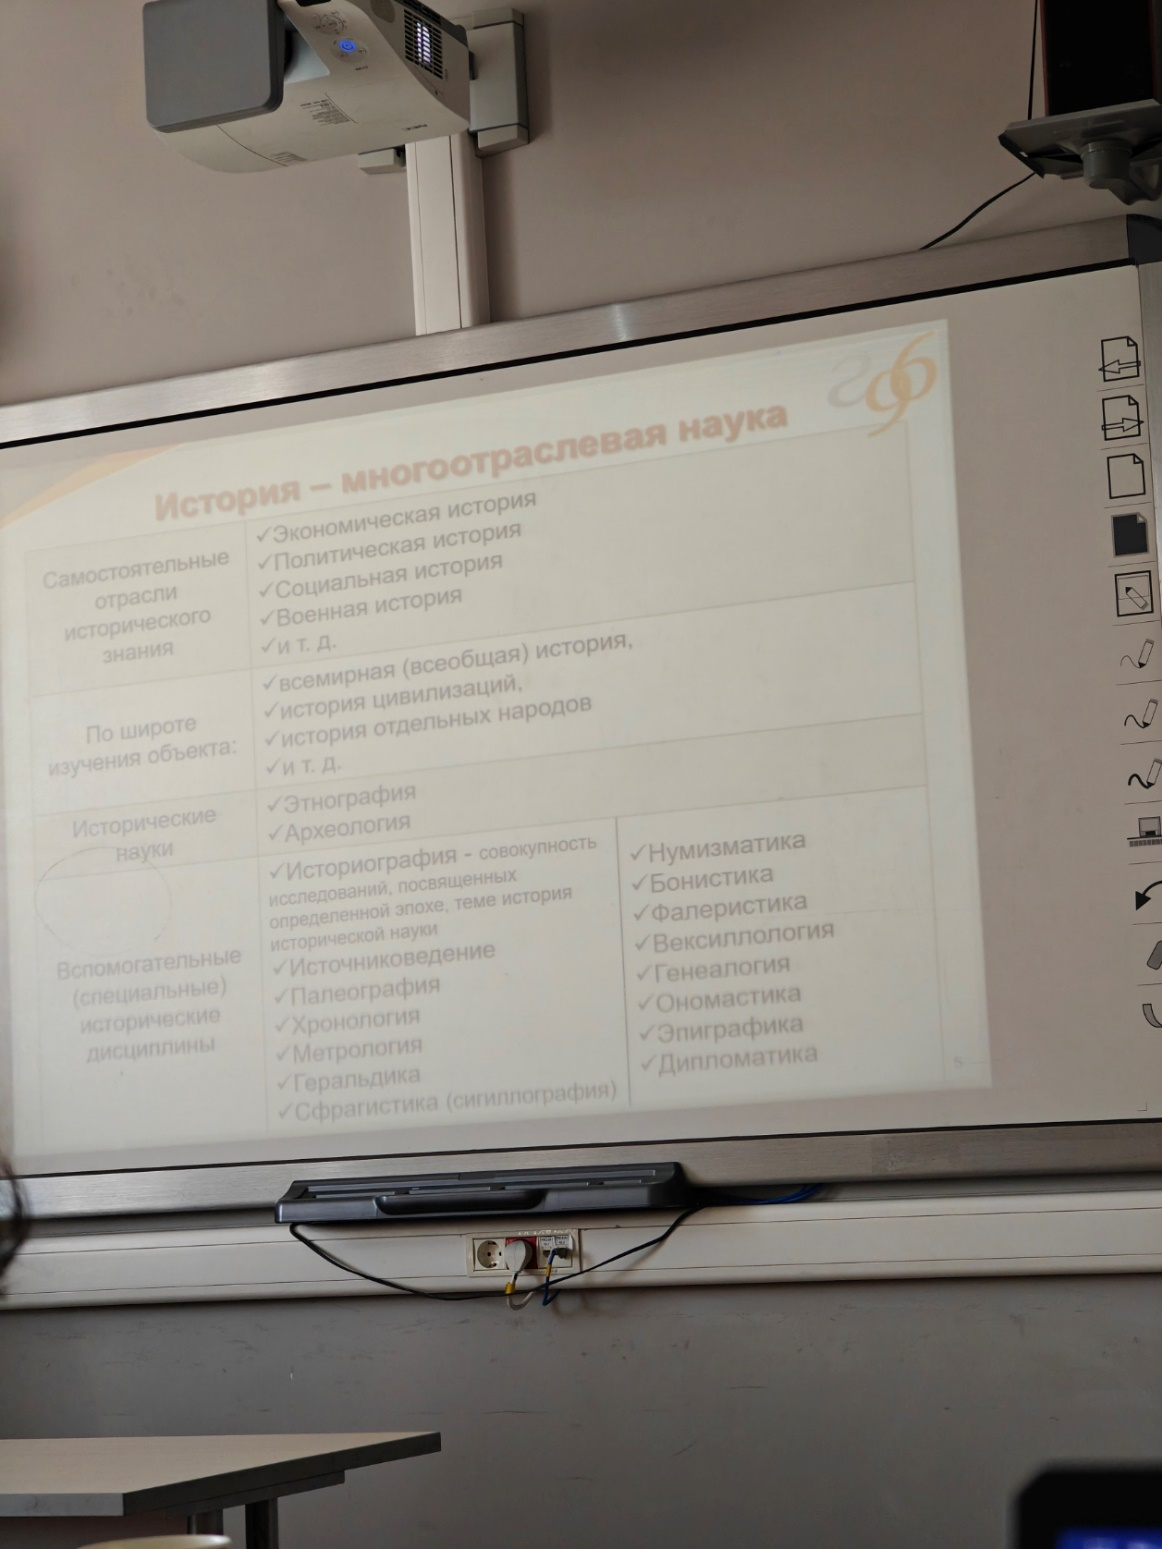 История – многоотраслевая наука
Самостоятельные
отрасли
исторического
знания
✓Экономическая история
✓Политическая история
✓Социальная история
✓Военная история
✓и т. д.
По широте
изучения объекта:
✓всемирная (всеобщая) история,
✓история цивилизаций,
✓история отдельных народов
✓и т. д.
Исторические
науки
✓Этнография
✓Археология
Вспомогательные
(специальные)
исторические
дисциплины
✓Историография - совокупность
исследований, посвященных
определенной эпохе, теме история
исторической науки
✓Источниковедение
✓Палеография
✓Хронология
✓Метрология
✓Геральдика
✓Сфрагистика (сигиллография)
✓Нумизматика
✓Бонистика
✓Фалеристика
✓Вексиллология
✓Генеалогия
✓Ономастика
✓Эпиграфика
✓Дипломатика
5